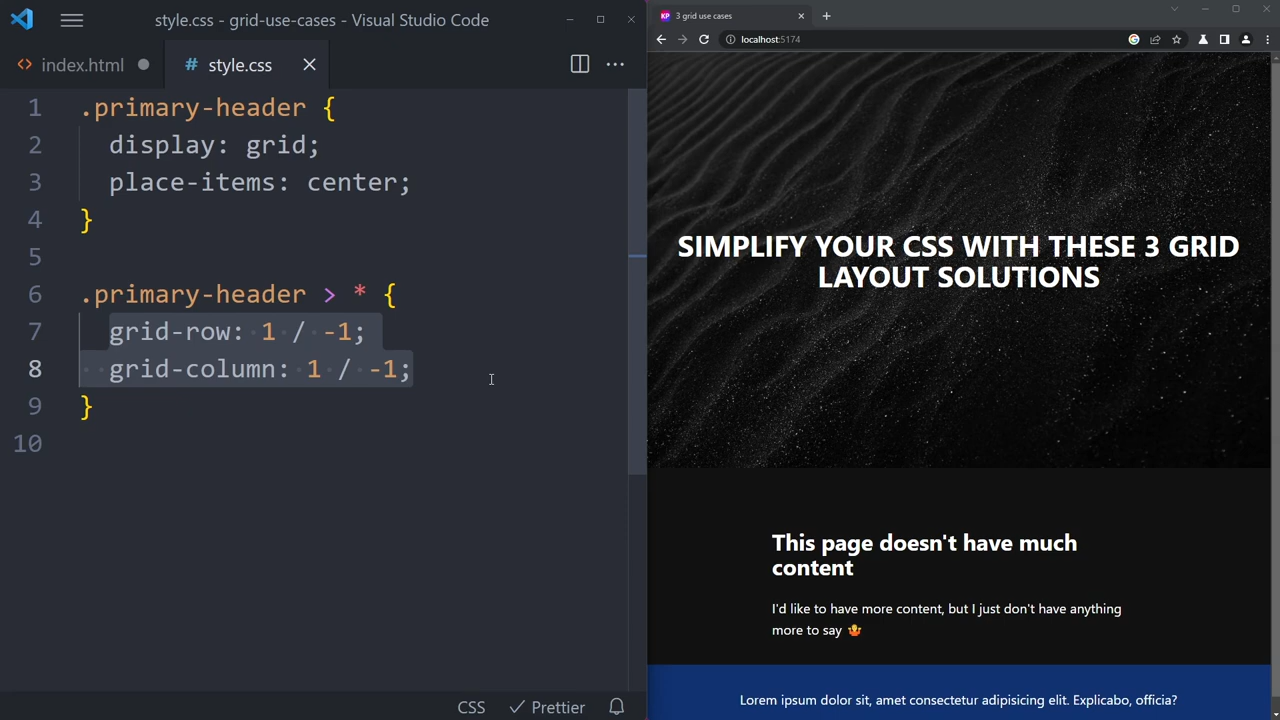 style.css - grid-use-cases - Visual Studio Code
index.html
style.css
1 .primary-header {
2 display: grid;
3 place-items: center;
4 }
5
6 .primary-header > * {
7 grid-row: 1 / -1;
8 grid-column: 1 / -1;
9 }
10
CSS Prettier
KP 3 grid use cases
localhost:5174
SIMPLIFY YOUR CSS WITH THESE 3 GRID
LAYOUT SOLUTIONS
This page doesn't have much
content
I'd like to have more content, but I just don't have anything
more to say 🤷
Lorem ipsum dolor sit, amet consectetur adipisicing elit. Explicabo, officia?